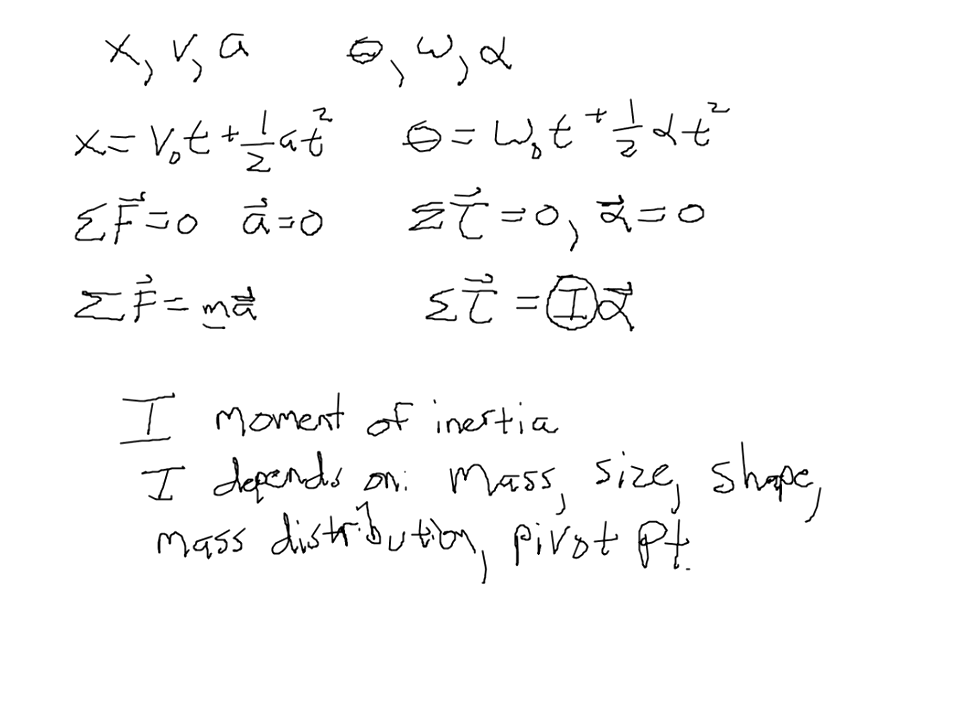 x, v, a θ, ω, α
x = v₀t + ½at² θ = ω₀t + ½αt²
ΣF⃗ = 0 a⃗ = 0 Στ⃗ = 0, α⃗ = 0
ΣF⃗ = ma⃗ Στ⃗ = Iα⃗
I moment of inertia
I depends on: mass, size, shape,
mass distribution, pivot pt.